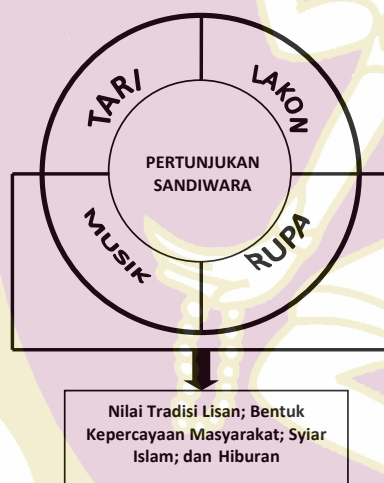 TARI
LAKON
PERTUNJUKAN
SANDIWARA
MUSIK
RUPA
Nilai Tradisi Lisan; Bentuk
Kepercayaan Masyarakat; Syiar
Islam; dan Hiburan